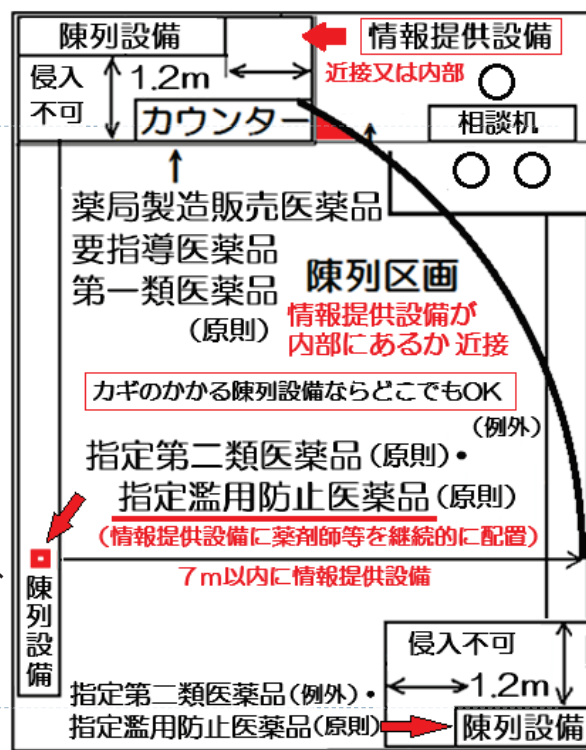 陳列設備
情報提供設備
近接又は内部
侵入
不可
1.2m
カウンター
相談机
薬局製造販売医薬品
要指導医薬品
第一類医薬品
(原則)
陳列区画
情報提供設備が
内部にあるか 近接
カギのかかる陳列設備ならどこでもOK
(例外)
指定第二類医薬品(原則)・
指定濫用防止医薬品(原則)
(情報提供設備に薬剤師等を継続的に配置)
7m以内に情報提供設備
陳列設備
侵入不可
1.2m
指定第二類医薬品(例外)・
指定濫用防止医薬品(原則)
陳列設備